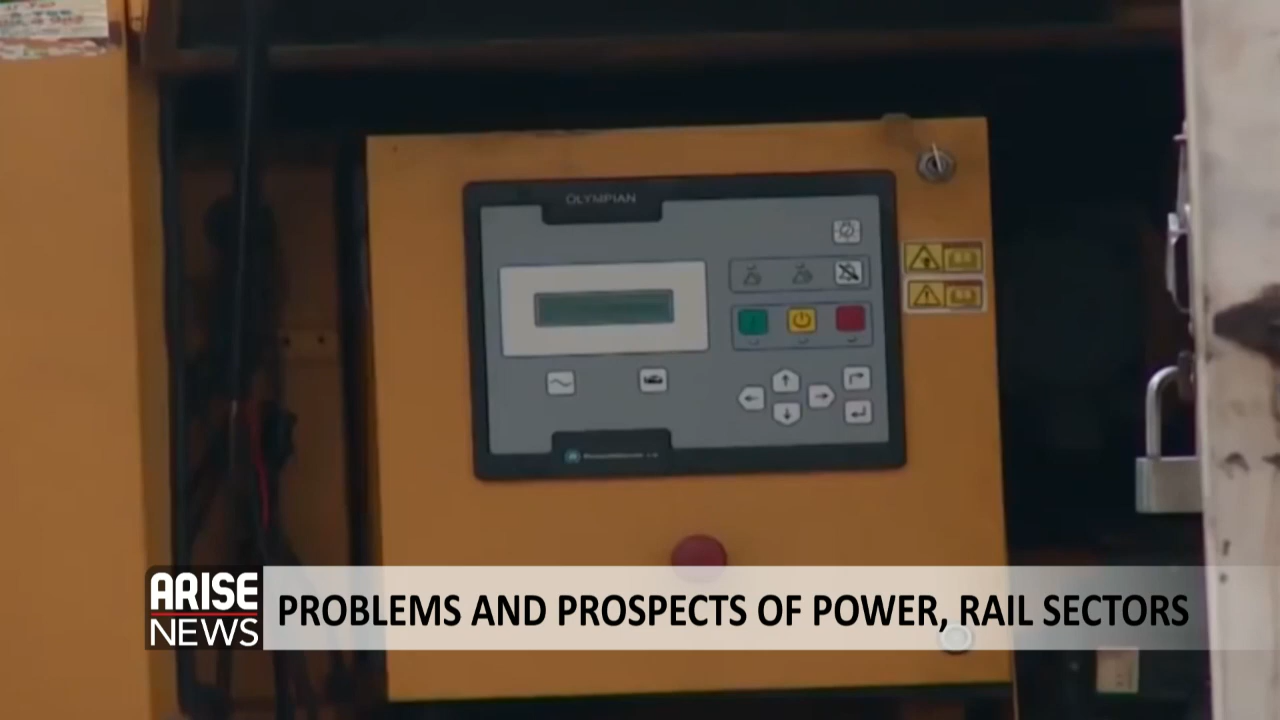 OLYMPIAN
ARISE
NEWS
PROBLEMS AND PROSPECTS OF POWER, RAIL SECTORS